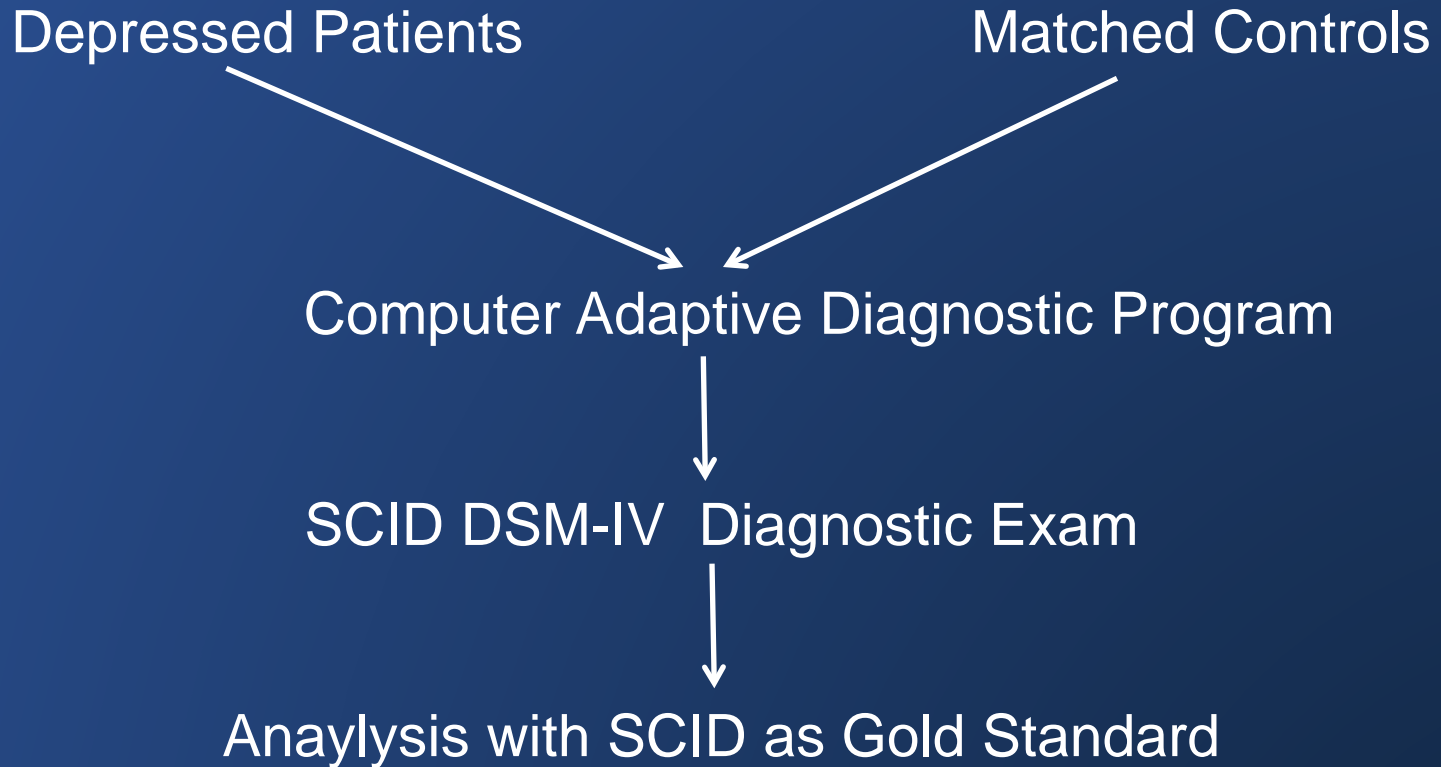 Depressed Patients
Matched Controls
Computer Adaptive Diagnostic Program
SCID DSM-IV  Diagnostic Exam
Anaylysis with SCID as Gold Standard